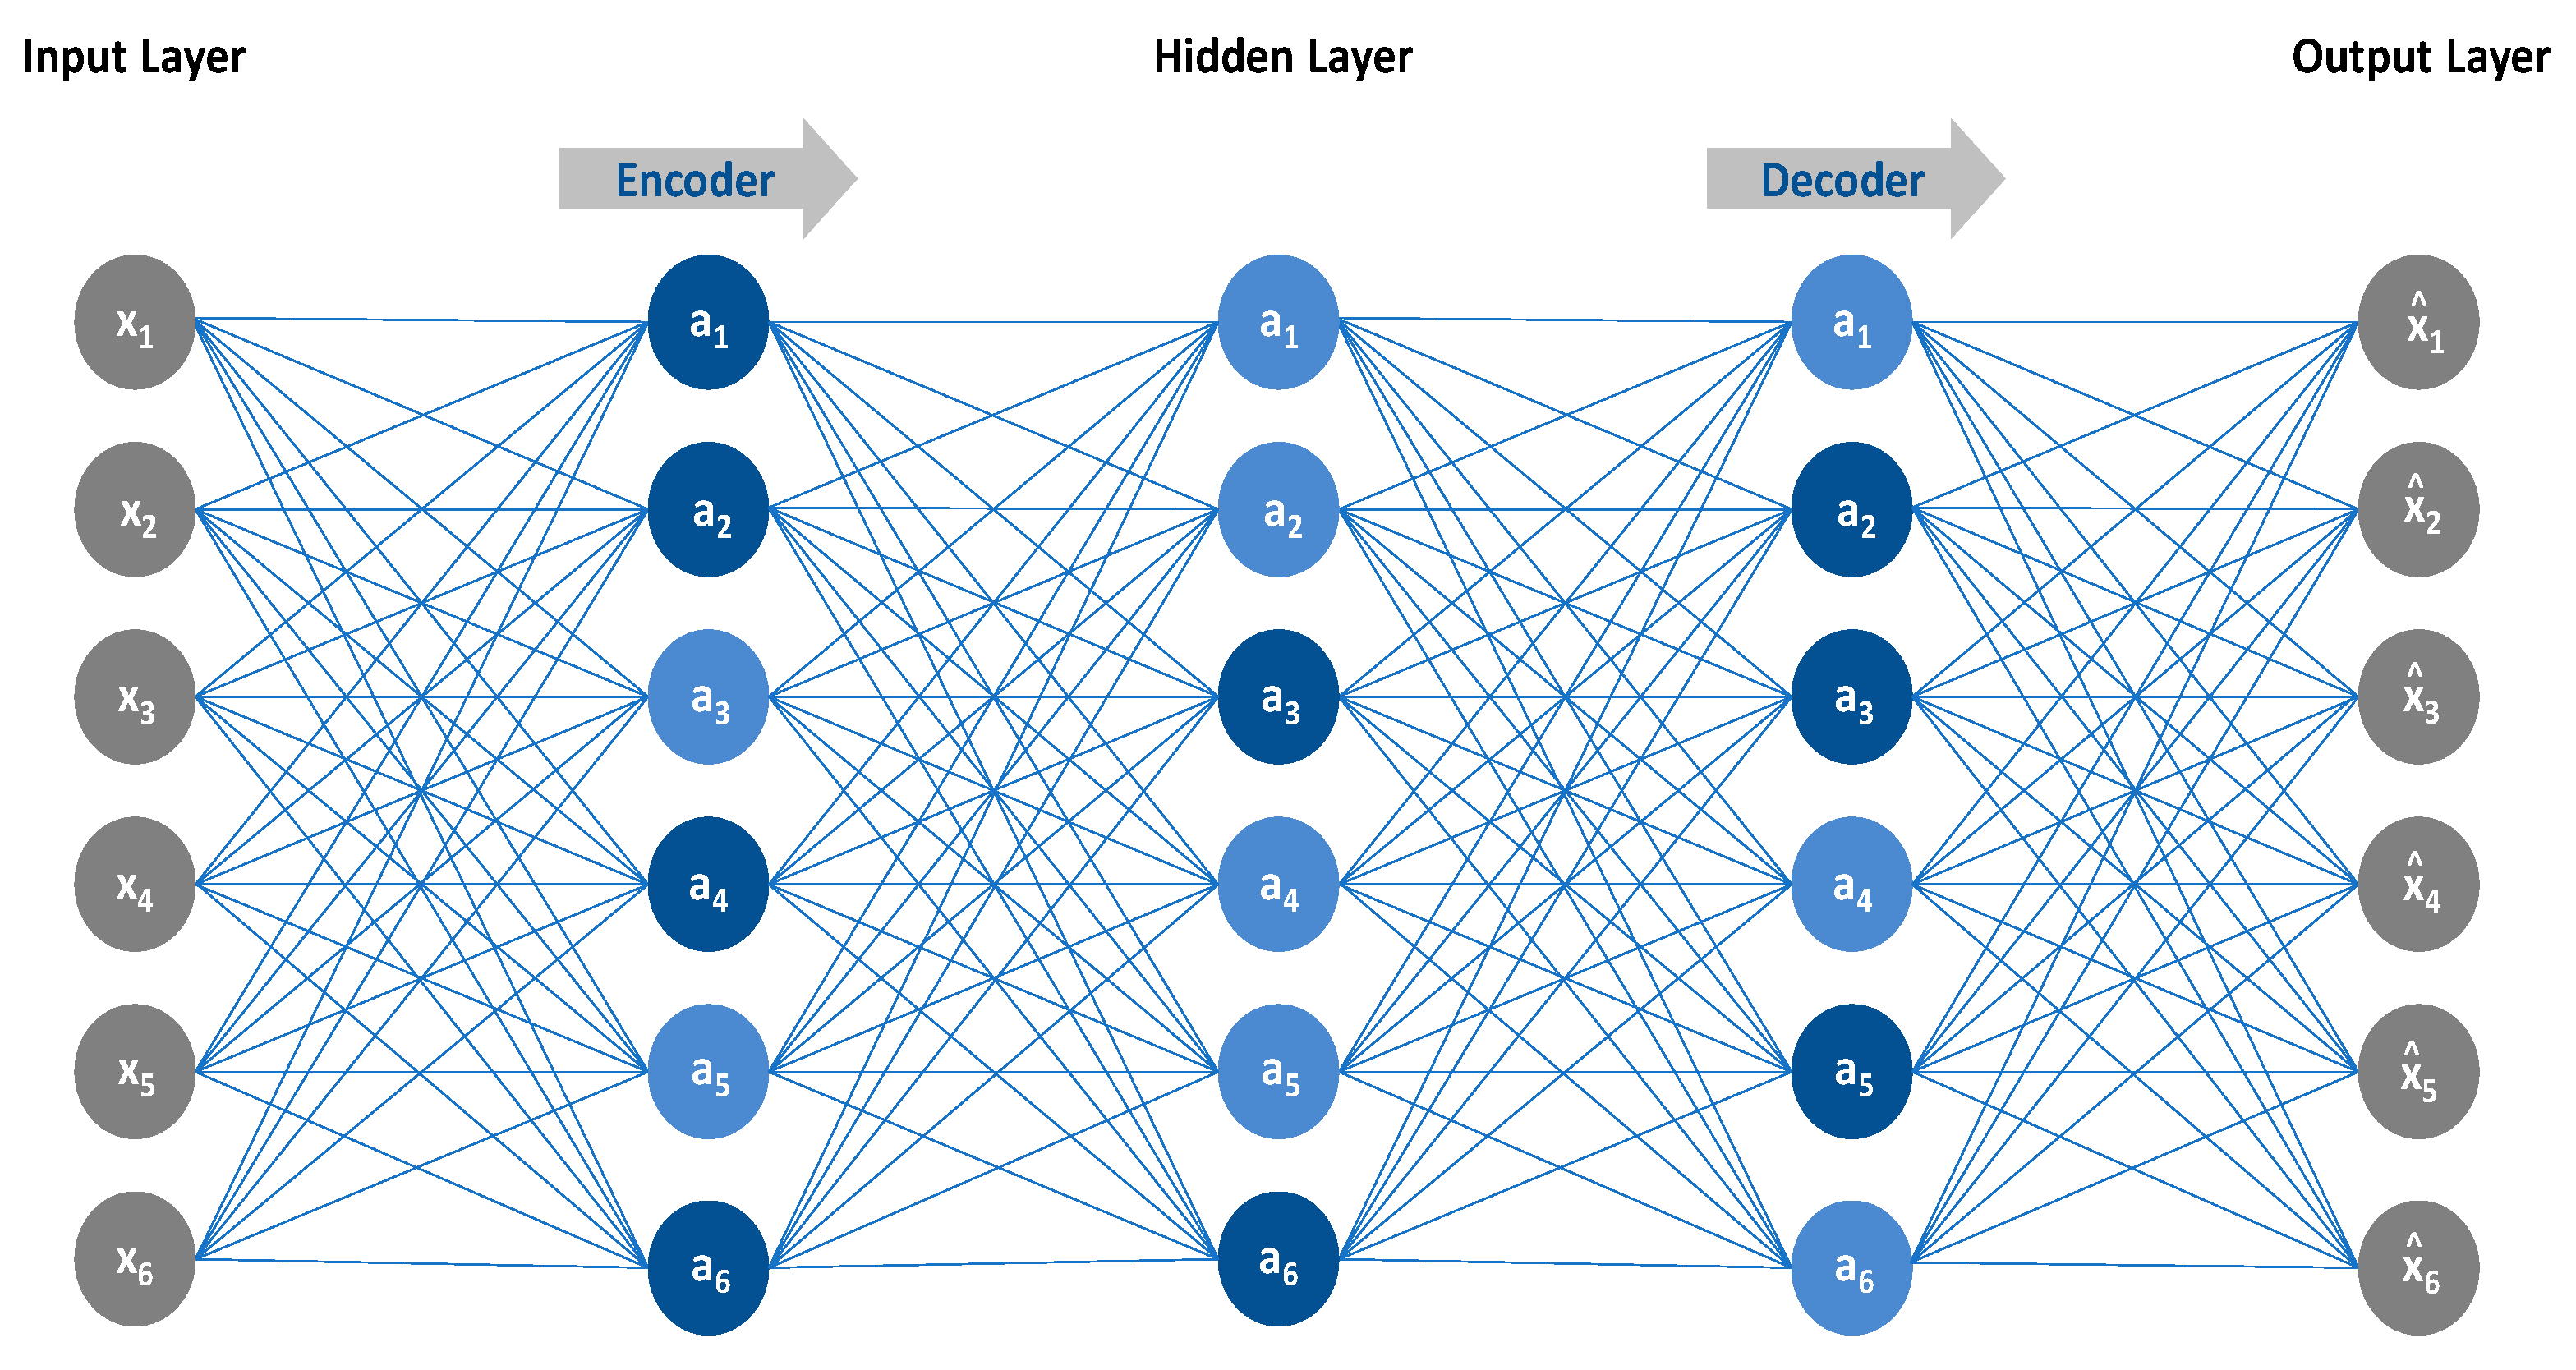 Input Layer Hidden Layer Output Layer
Encoder Decoder
x1 a1 a1 a1 x̂1
x2 a2 a2 a2 x̂2
x3 a3 a3 a3 x̂3
x4 a4 a4 a4 x̂4
x5 a5 a5 a5 x̂5
x6 a6 a6 a6 x̂6